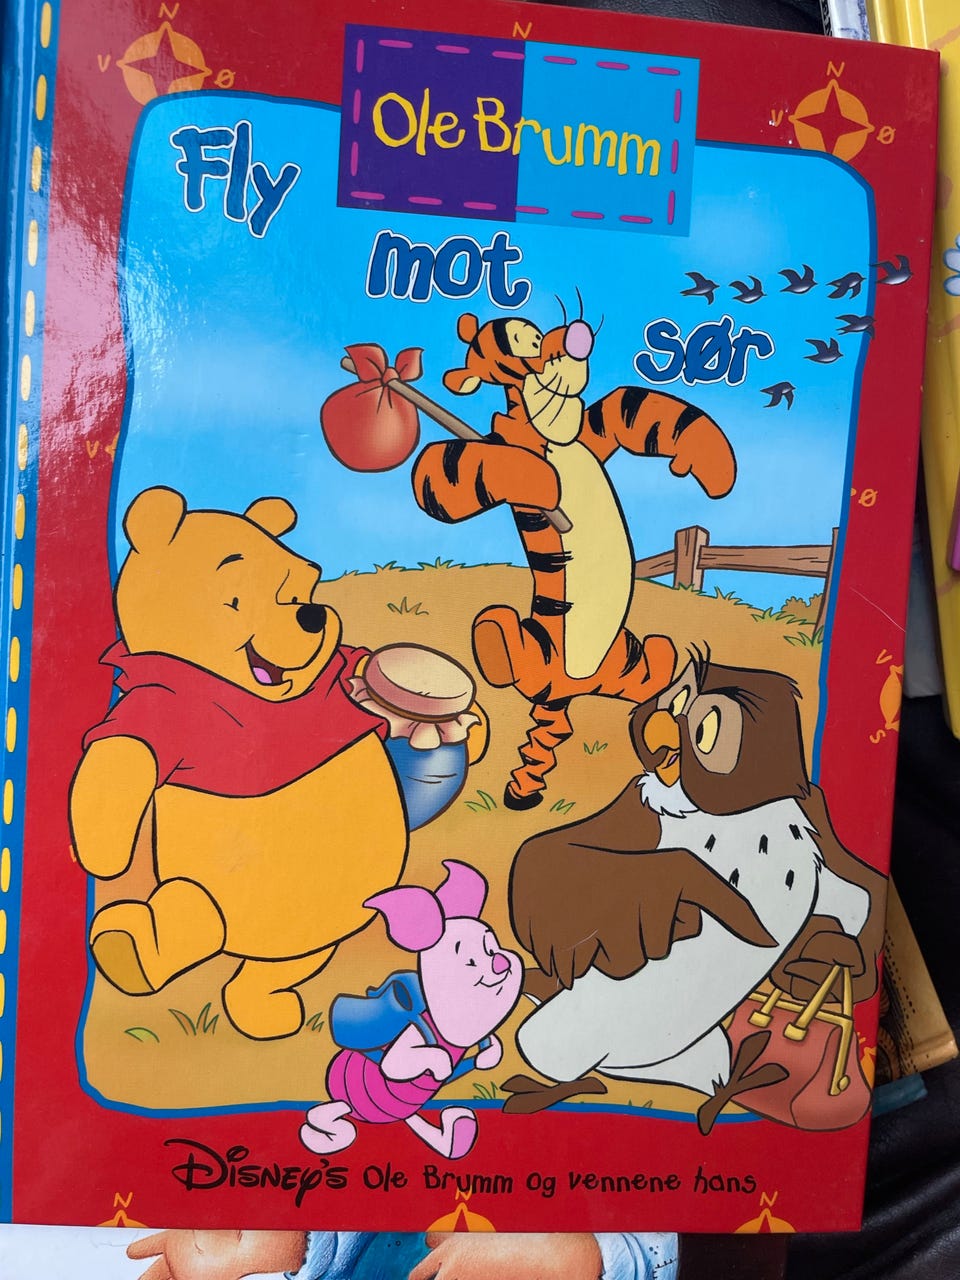 N
V Ø
N
Ole Brumm
N
V Ø
Fly
mot
sør
V
Ø
V
S
Disney's Ole Brumm og vennene hans
N
N
N